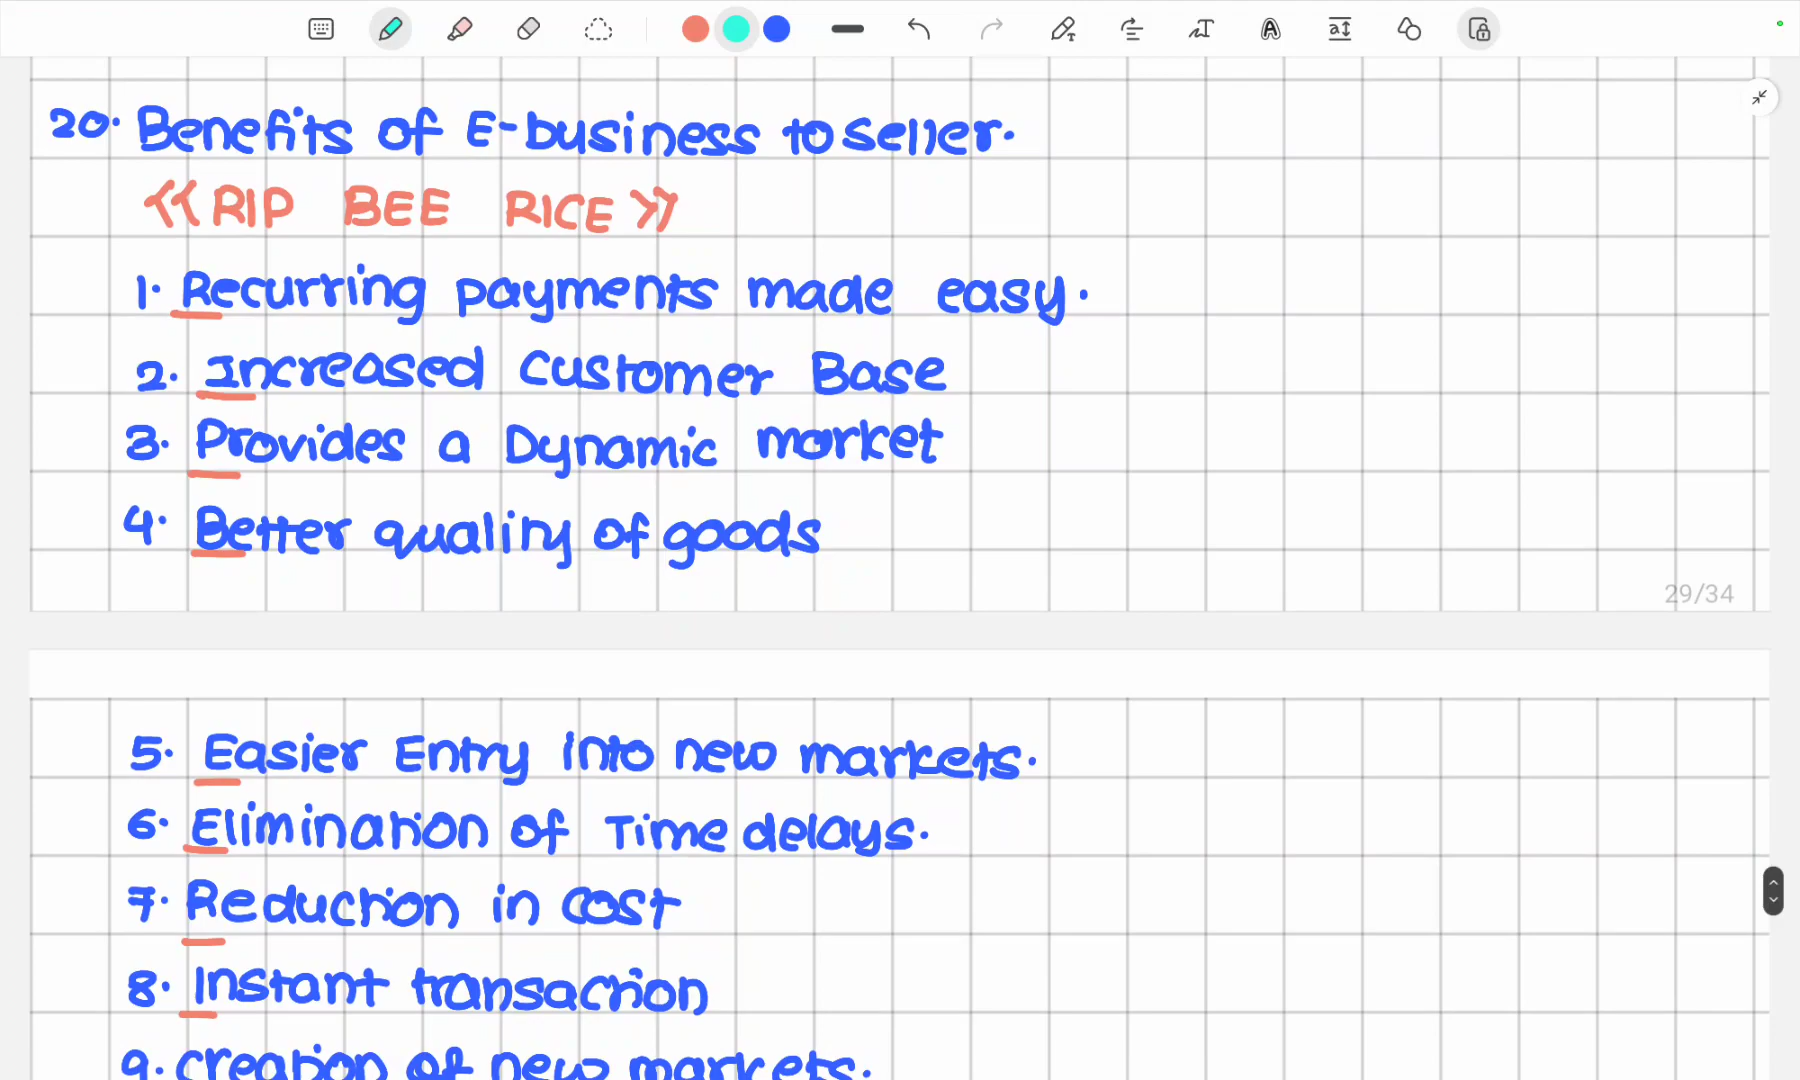 20. Benefits of E-business to seller.
<<RIP BEE RICE>>
1. Recurring payments made easy.
2. Increased Customer Base
3. Provides a Dynamic market
4. Better quality of goods
29/34
5. Easier Entry into new markets.
6. Elimination of Time delays.
7. Reduction in cost
8. Instant transaction
9. creation of new markets.